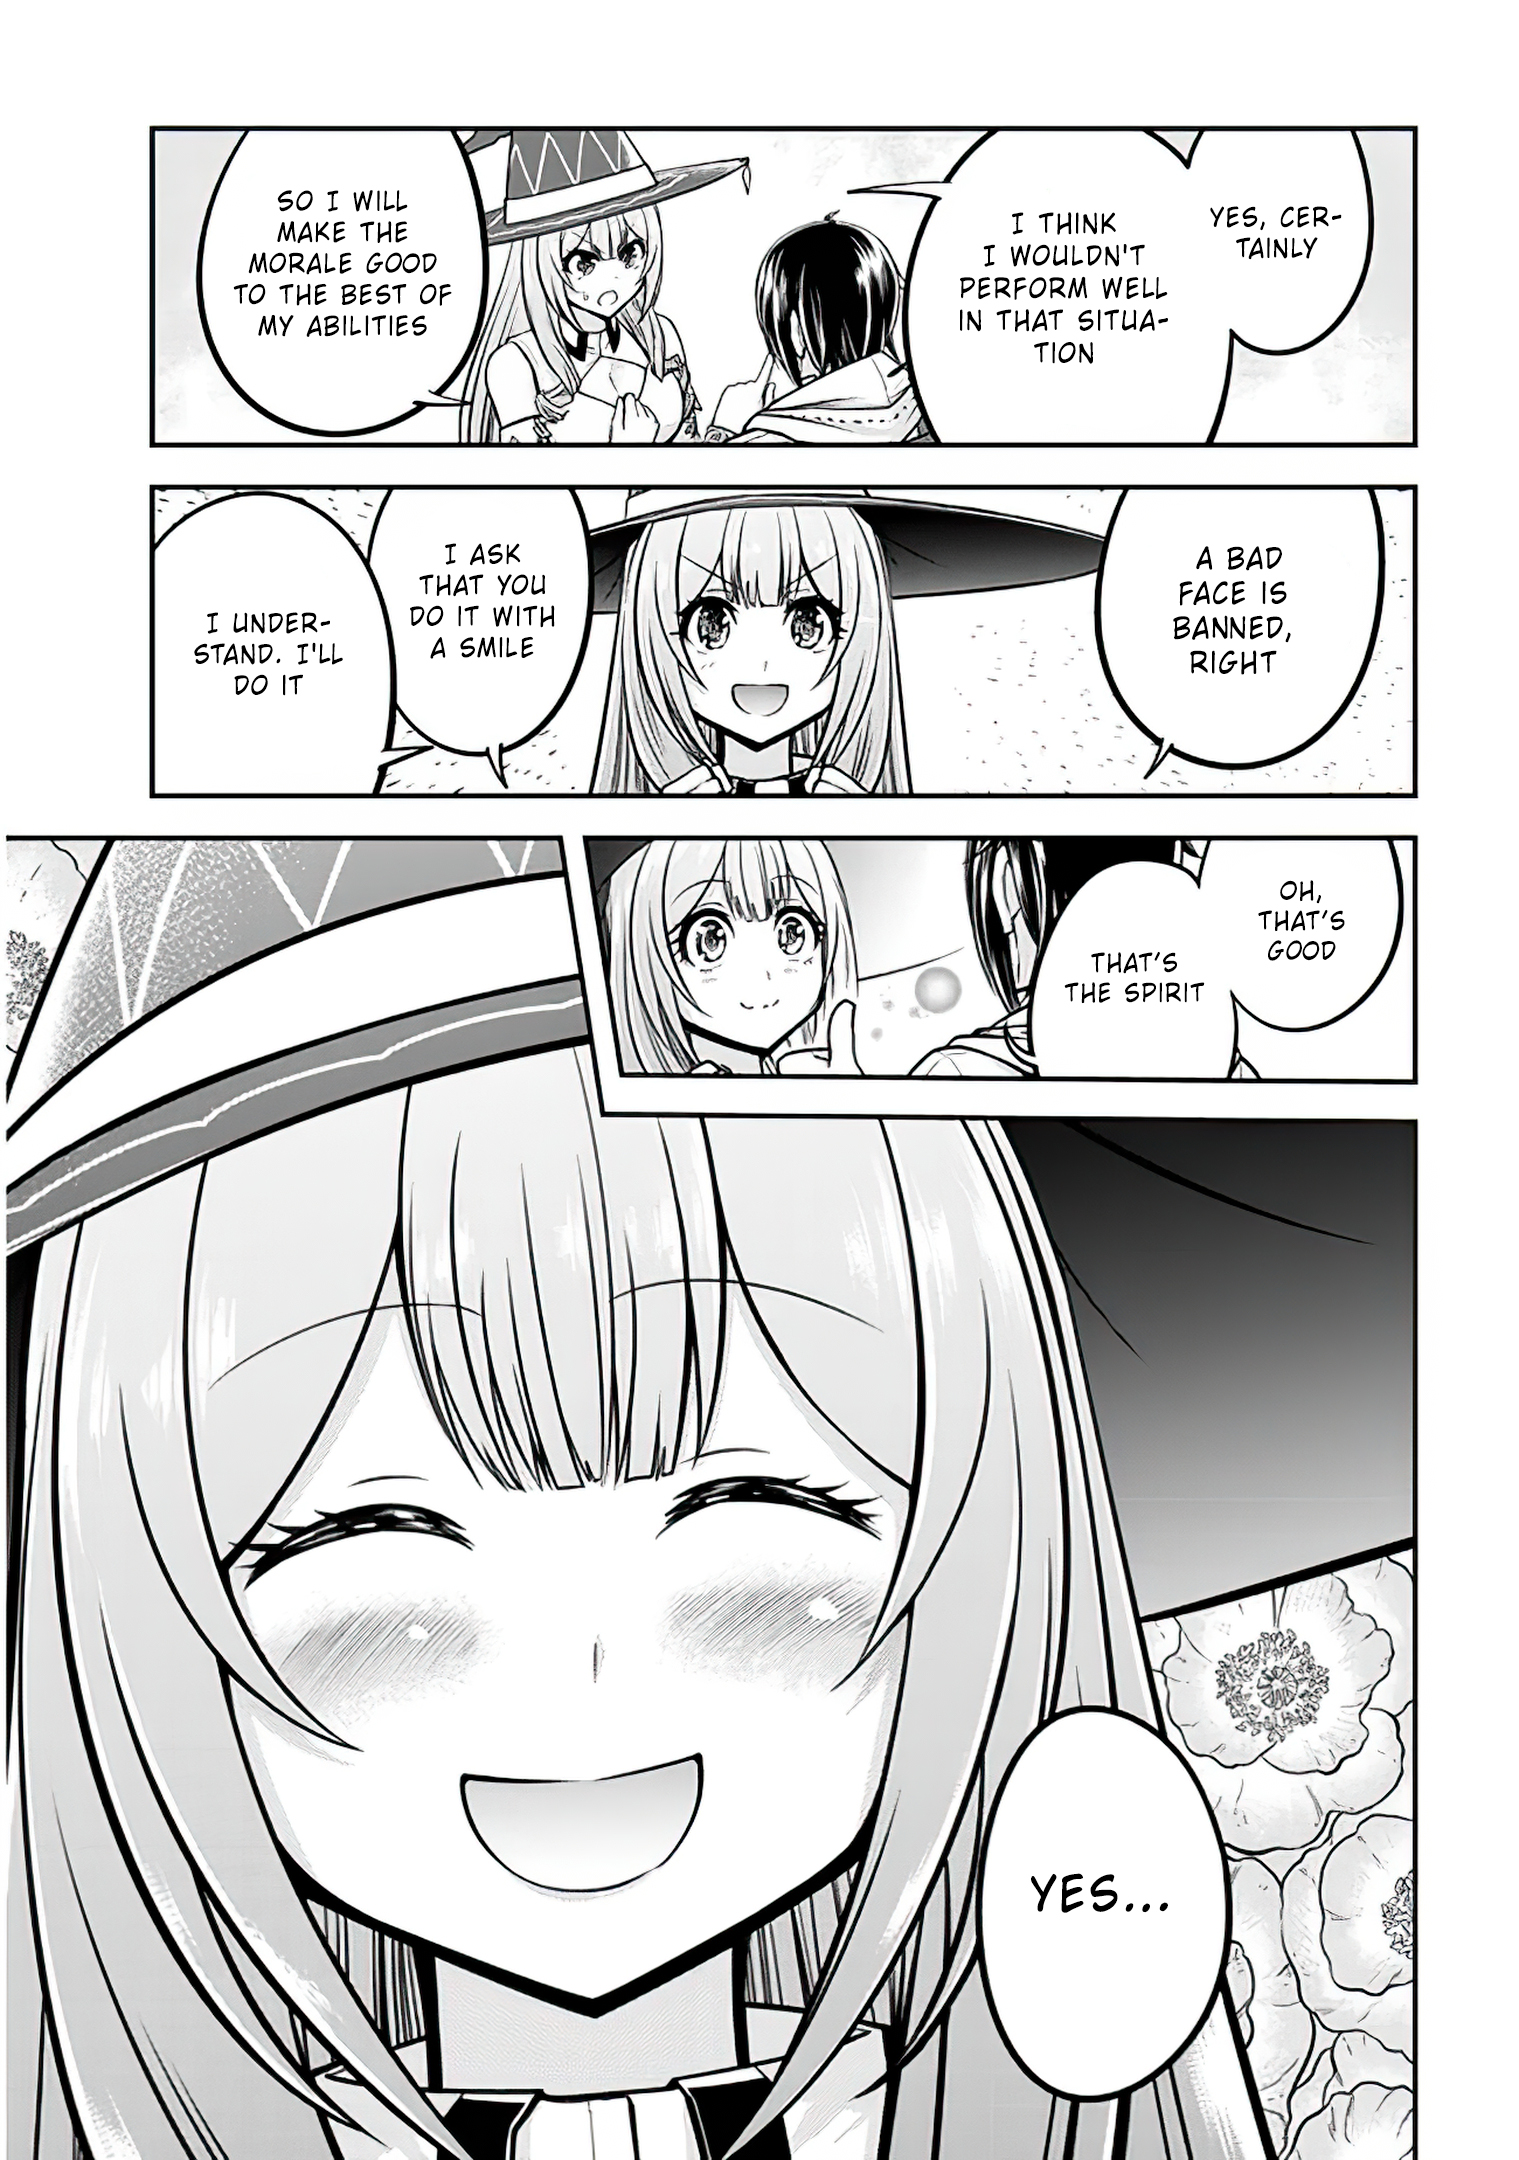 YES, CER-
TAINLY
I THINK
I WOULDN'T
PERFORM WELL
IN THAT SITUA-
TION
SO I WILL
MAKE THE
MORALE GOOD
TO THE BEST OF
MY ABILITIES
A BAD
FACE IS
BANNED,
RIGHT
I ASK
THAT YOU
DO IT WITH
A SMILE
I UNDER-
STAND. I'LL
DO IT
OH,
THAT'S
GOOD
THAT'S
THE SPIRIT
YES...